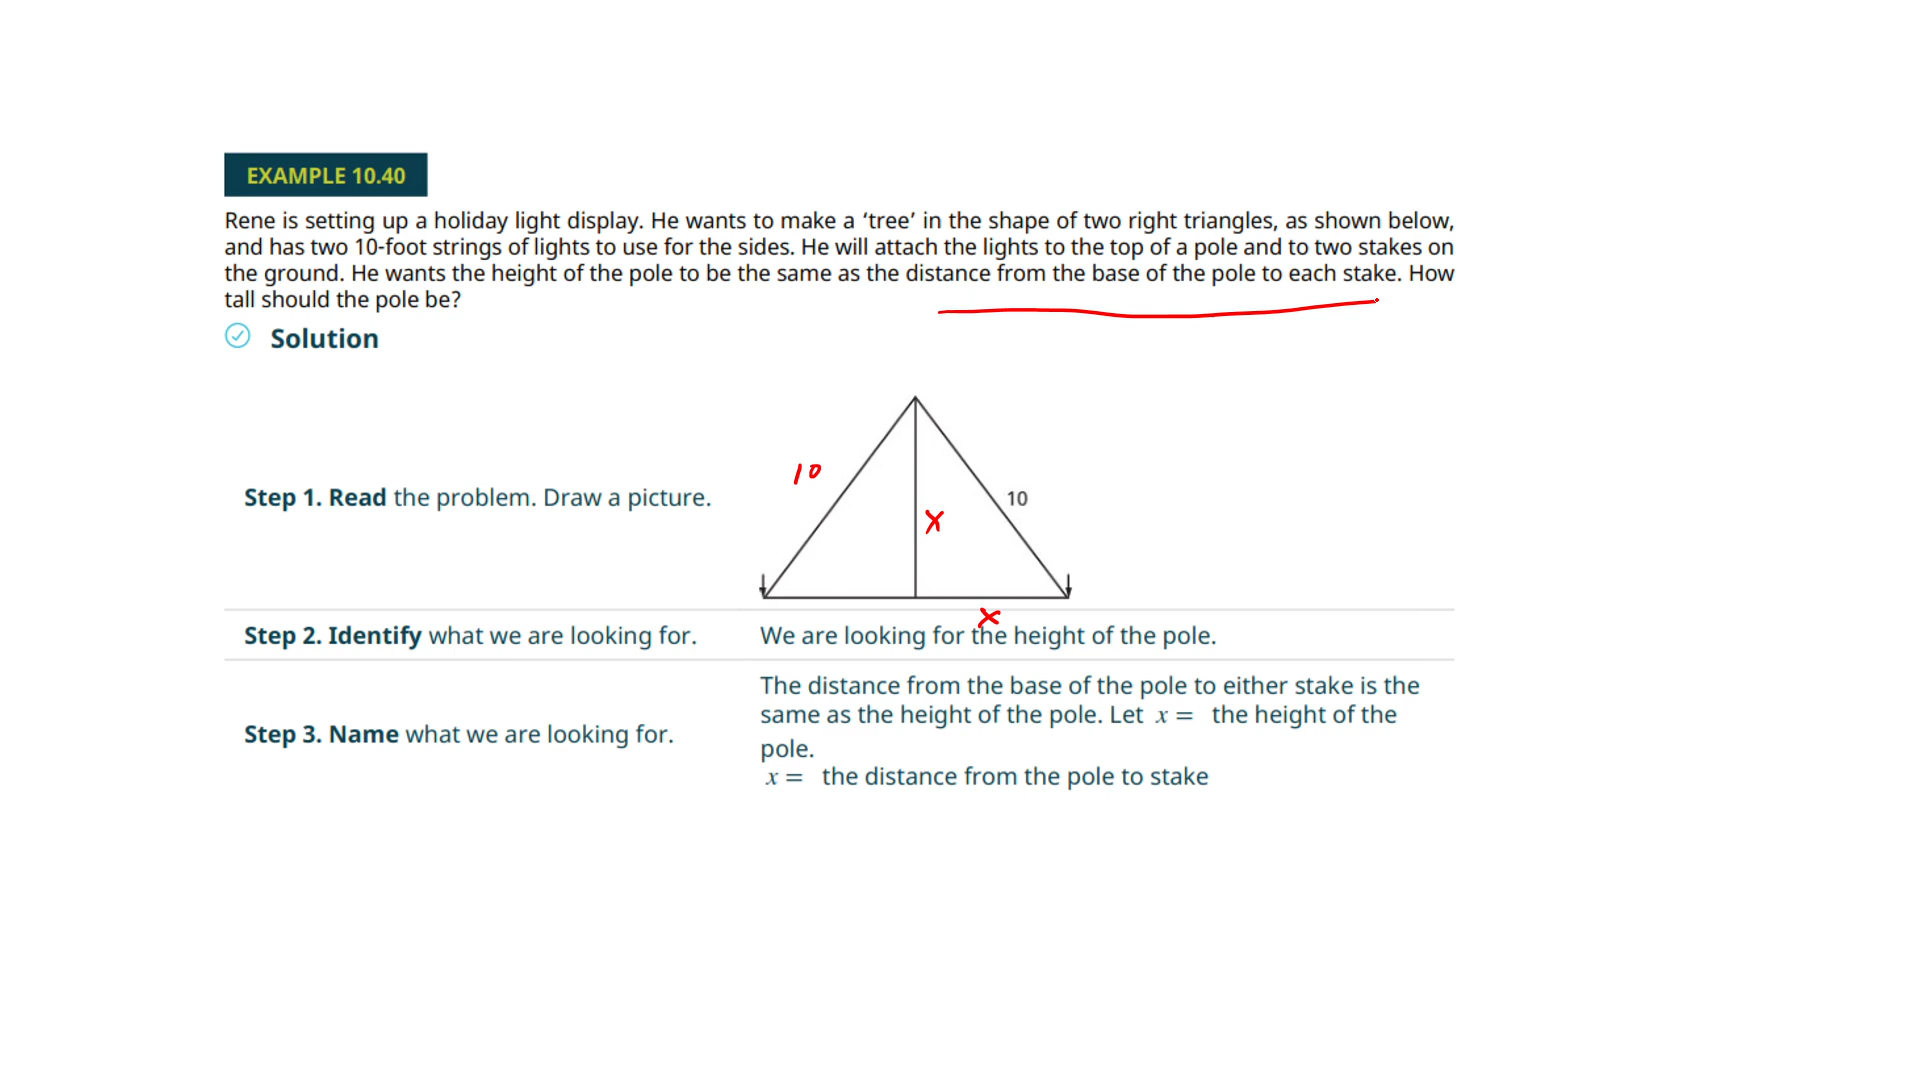 EXAMPLE 10.40
Rene is setting up a holiday light display. He wants to make a ‘tree’ in the shape of two right triangles, as shown below,
and has two 10-foot strings of lights to use for the sides. He will attach the lights to the top of a pole and to two stakes on
the ground. He wants the height of the pole to be the same as the distance from the base of the pole to each stake. How
tall should the pole be?
Solution
10
Step 1. Read the problem. Draw a picture.
10
x
x
Step 2. Identify what we are looking for.
We are looking for the height of the pole.
Step 3. Name what we are looking for.
The distance from the base of the pole to either stake is the
same as the height of the pole. Let x = the height of the
pole.
x = the distance from the pole to stake